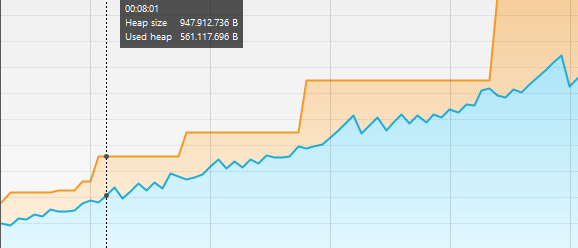 00:08:01
Heap size 947.912.736 B
Used heap 561.117.696 B